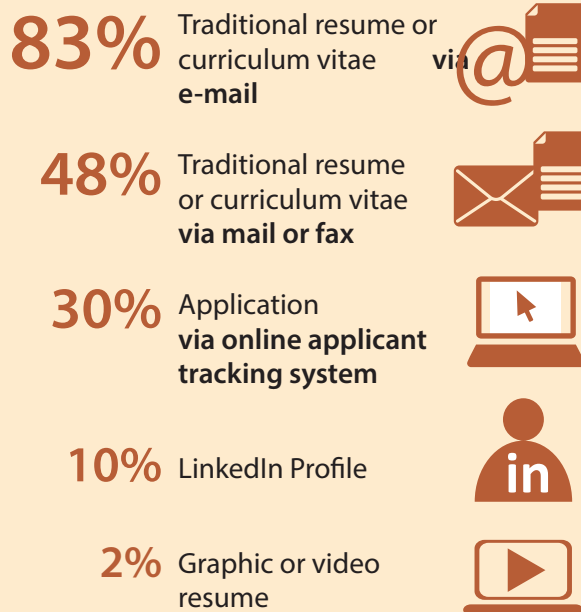 83% Traditional resume or
curriculum vitae via
e-mail
@
48% Traditional resume
or curriculum vitae
via mail or fax
30% Application
via online applicant
tracking system
10% LinkedIn Profile
in
2% Graphic or video
resume